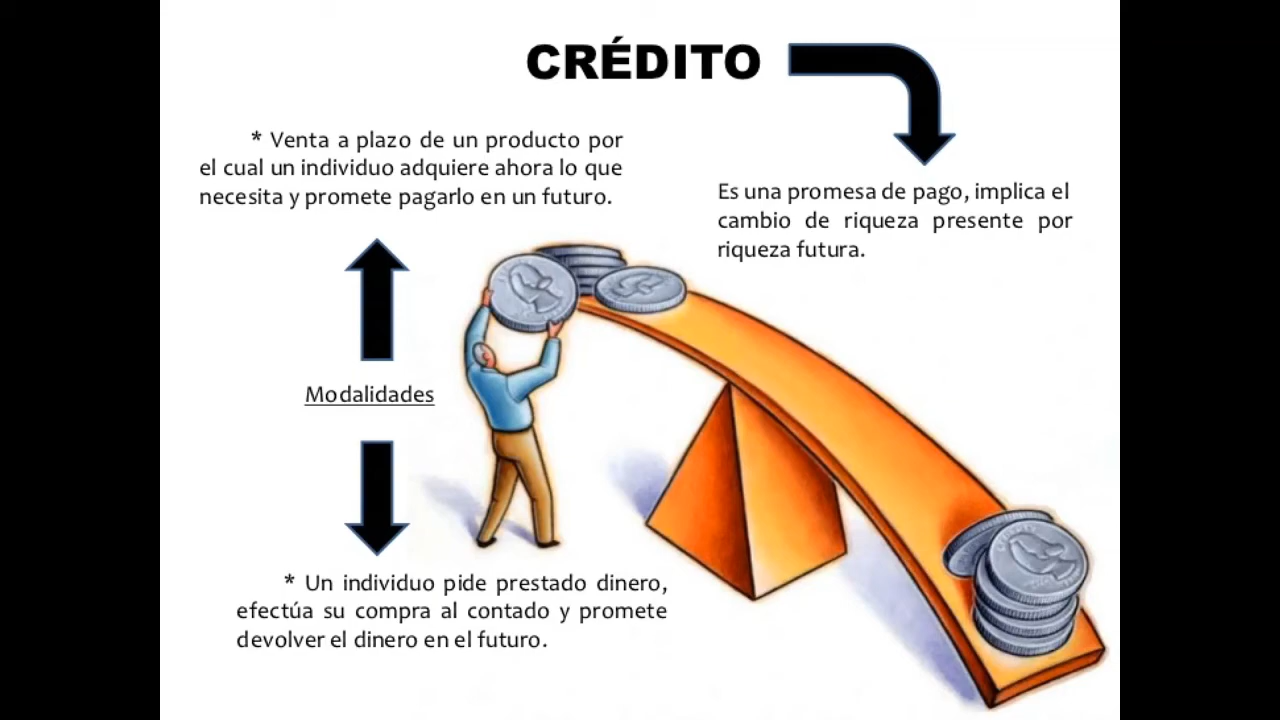 CRÉDITO
* Venta a plazo de un producto por
el cual un individuo adquiere ahora lo que
necesita y promete pagarlo en un futuro.
Es una promesa de pago, implica el
cambio de riqueza presente por
riqueza futura.
Modalidades
* Un individuo pide prestado dinero,
efectúa su compra al contado y promete
devolver el dinero en el futuro.